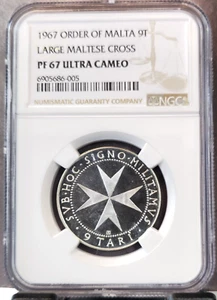 1967 ORDER OF MALTA 9T
LARGE MALTESE CROSS
PF 67 ULTRA CAMEO
6905686-005
NUMISMATIC GUARANTY COMPANY
NGC
SVB·HOC·SIGNO·MILITAMVS
·9 TARI·